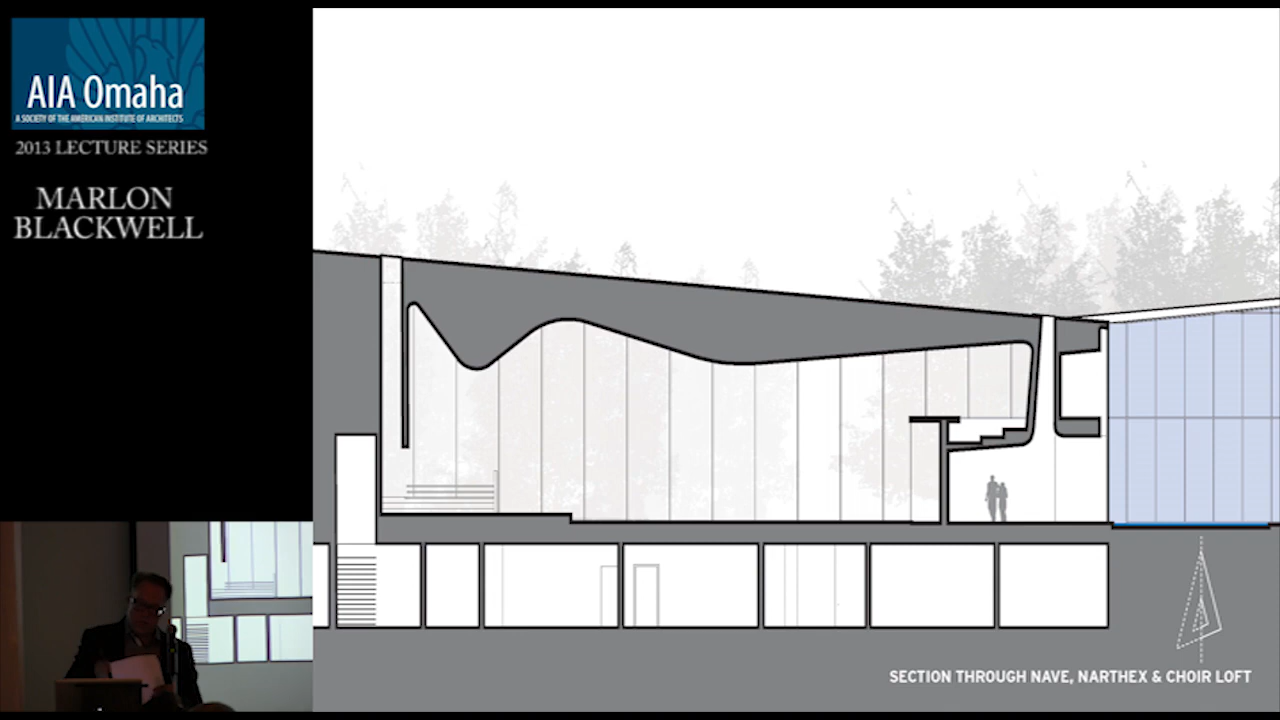 AIA Omaha
A SOCIETY OF THE AMERICAN INSTITUTE OF ARCHITECTS
2013 LECTURE SERIES
MARLON
BLACKWELL
SECTION THROUGH NAVE, NARTHEX & CHOIR LOFT